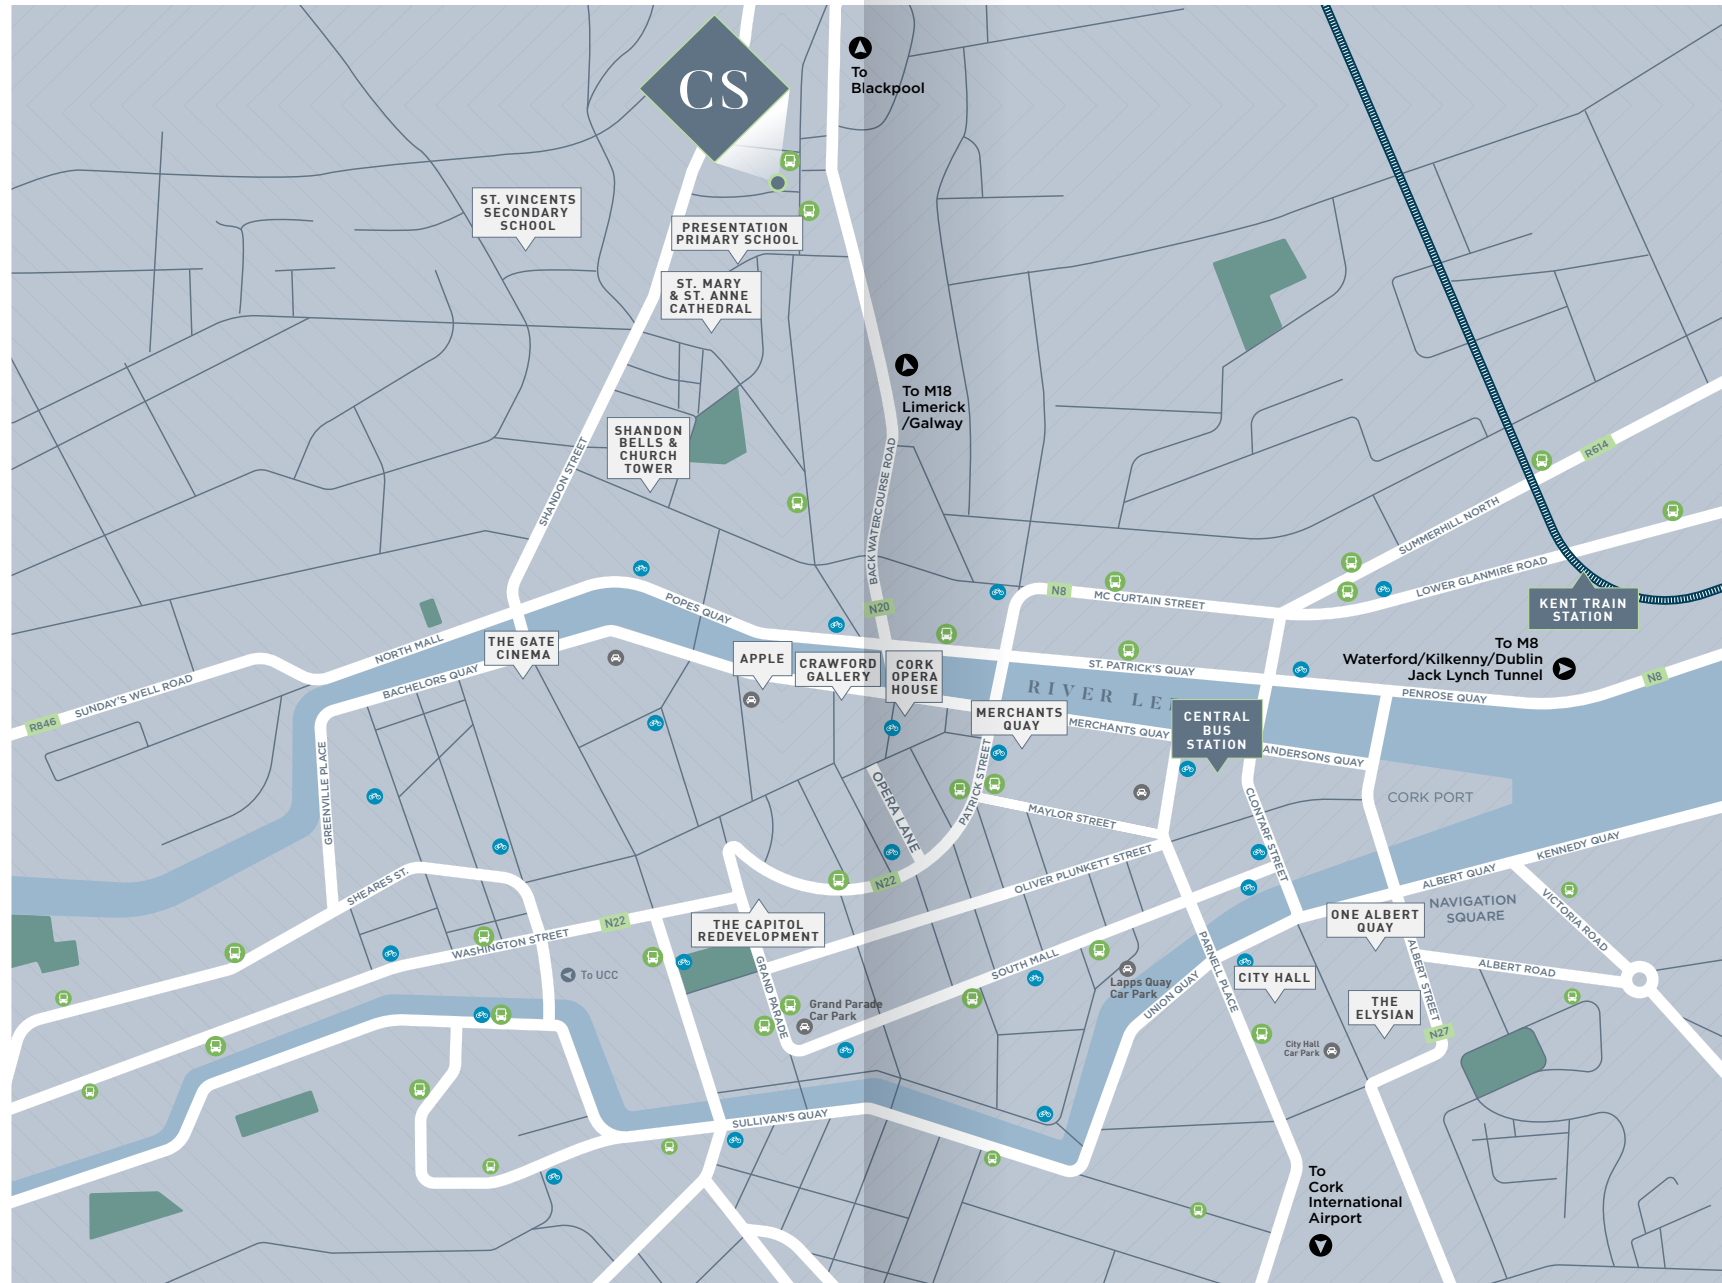 CS
To
Blackpool
ST. VINCENTS
SECONDARY
SCHOOL
PRESENTATION
PRIMARY SCHOOL
ST. MARY
& ST. ANNE
CATHEDRAL
To M18
Limerick
/Galway
SHANDON
BELLS &
CHURCH
TOWER
SHANDON STREET
BACK WATERCOURSE ROAD
R614
SUMMERHILL NORTH
LOWER GLANMIRE ROAD
N20
N8
MC CURTAIN STREET
KENT TRAIN
STATION
POPES QUAY
NORTH MALL
THE GATE
CINEMA
BACHELORS QUAY
SUNDAY'S WELL ROAD
R846
APPLE
CRAWFORD
GALLERY
CORK
OPERA
HOUSE
ST. PATRICK'S QUAY
To M8
Waterford/Kilkenny/Dublin
Jack Lynch Tunnel
N8
PENROSE QUAY
RIVER LE
MERCHANTS
QUAY
MERCHANTS QUAY
CENTRAL
BUS
STATION
ANDERSONS QUAY
GREENVILLE PLACE
OPERA LANE
PATRICK STREET
MAYLOR STREET
CLONTARF STREET
CORK PORT
KENNEDY QUAY
ALBERT QUAY
OLIVER PLUNKETT STREET
SHEARES ST.
N22
N22
WASHINGTON STREET
THE CAPITOL
REDEVELOPMENT
NAVIGATION
SQUARE
ONE ALBERT
QUAY
VICTORIA ROAD
ALBERT ROAD
ALBERT STREET
To UCC
GRAND PARADE
SOUTH MALL
PARNELL PLACE
CITY HALL
Lapps Quay
Car Park
UNION QUAY
Grand Parade
Car Park
THE
ELYSIAN
N27
City Hall
Car Park
SULLIVAN'S QUAY
To
Cork
International
Airport